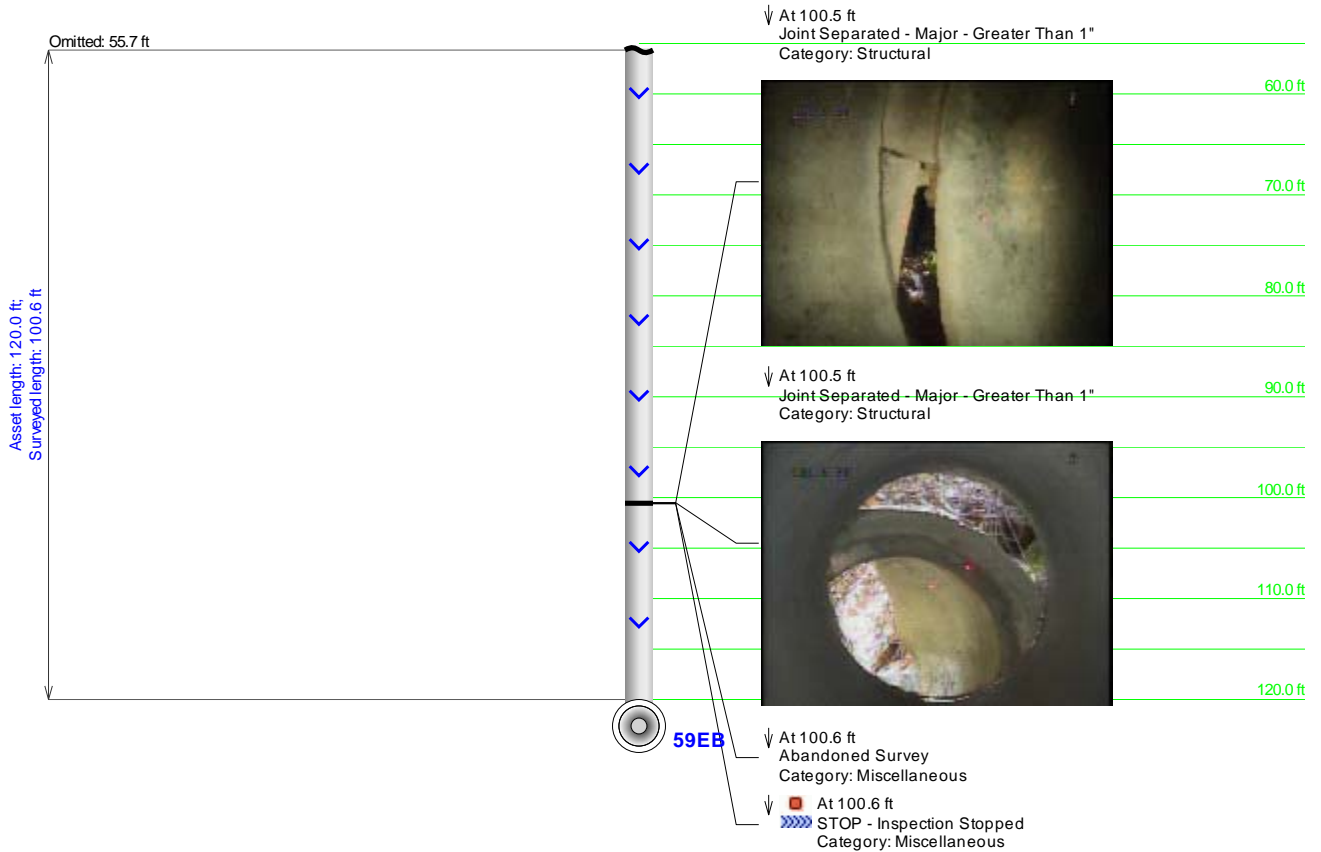 Omitted: 55.7 ft
Asset length: 120.0 ft;
Surveyed length: 100.6 ft
At 100.5 ft
Joint Separated - Major - Greater Than 1"
Category: Structural
60.0 ft
70.0 ft
80.0 ft
At 100.5 ft
Joint Separated - Major - Greater Than 1"
Category: Structural
90.0 ft
100.0 ft
110.0 ft
120.0 ft
59EB
At 100.6 ft
Abandoned Survey
Category: Miscellaneous
At 100.6 ft
STOP - Inspection Stopped
Category: Miscellaneous